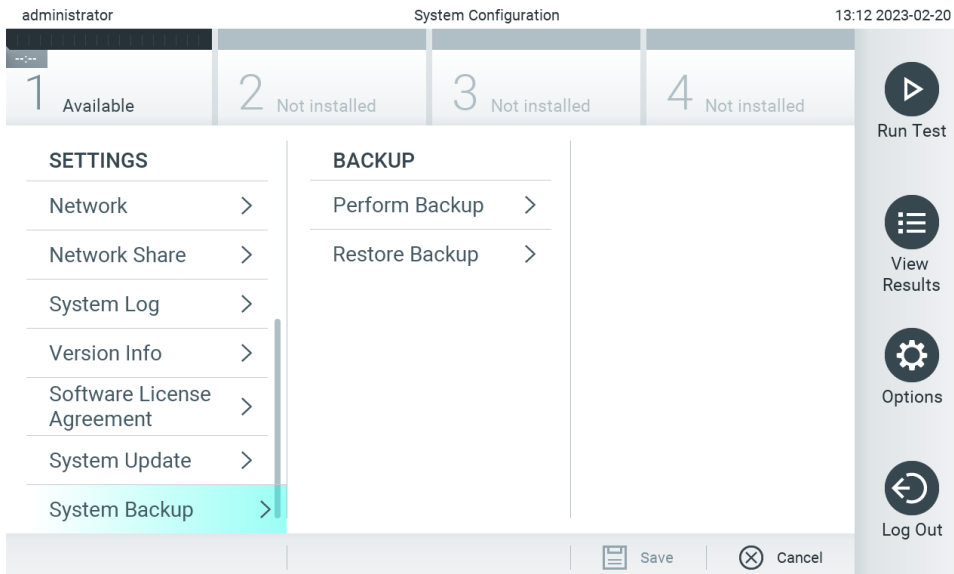 administrator
System Configuration
13:12 2023-02-20
--:--
1 Available
2 Not installed
3 Not installed
4 Not installed
Run Test
View
Results
Options
Log Out
SETTINGS
Network
Network Share
System Log
Version Info
Software License
Agreement
System Update
System Backup
BACKUP
Perform Backup
Restore Backup
Save
Cancel